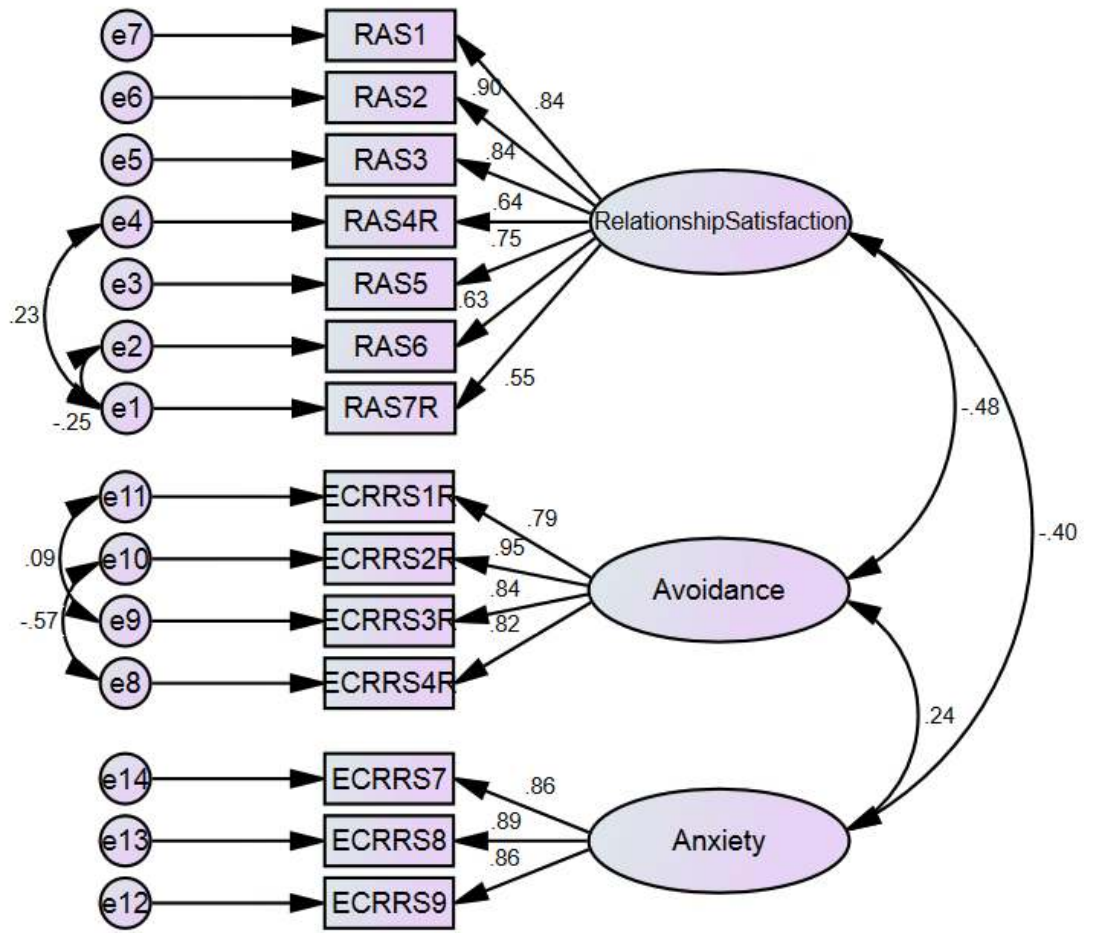 e7 RAS1
.90 .84
e6 RAS2
e5 RAS3 .84
.64
e4 RAS4R RelationshipSatisfaction
.75
e3 RAS5
.63
.23
e2 RAS6
.55
e1 RAS7R
-.25
-.48
e11 ECRRS1R
.79
.95
.09 e10 ECRRS2R
.84 Avoidance
-.57 e9 ECRRS3R
.82
e8 ECRRS4R
-.40
.24
e14 ECRRS7
.86
.89
e13 ECRRS8 Anxiety
.86
e12 ECRRS9